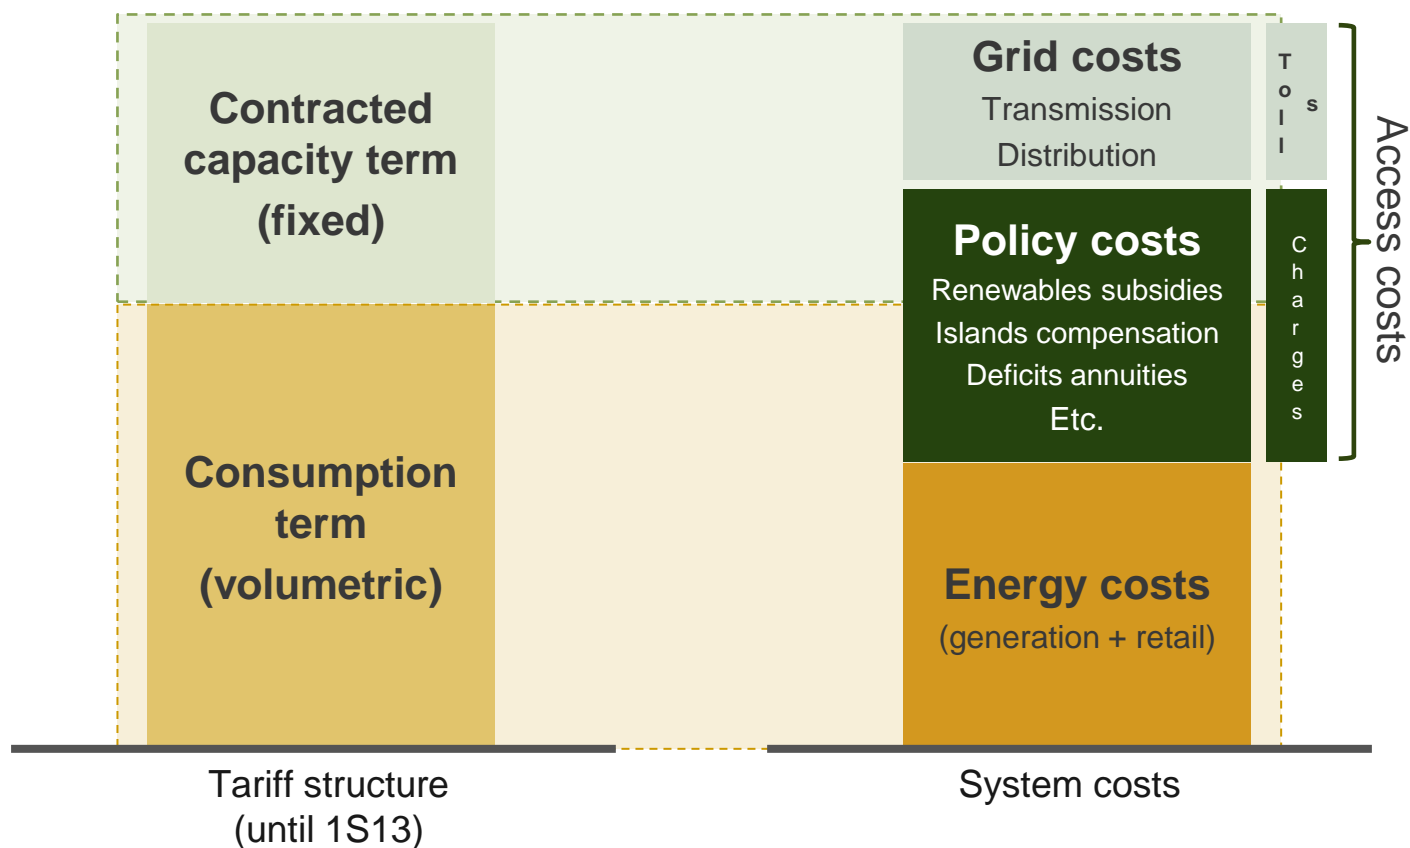 Contracted
capacity term
(fixed)
Consumption
term
(volumetric)
Grid costs
Transmission
Distribution
Policy costs
Renewables subsidies
Islands compensation
Deficits annuities
Etc.
Energy costs
(generation + retail)
Tolls
Charges
Access costs
Tariff structure
(until 1S13)
System costs